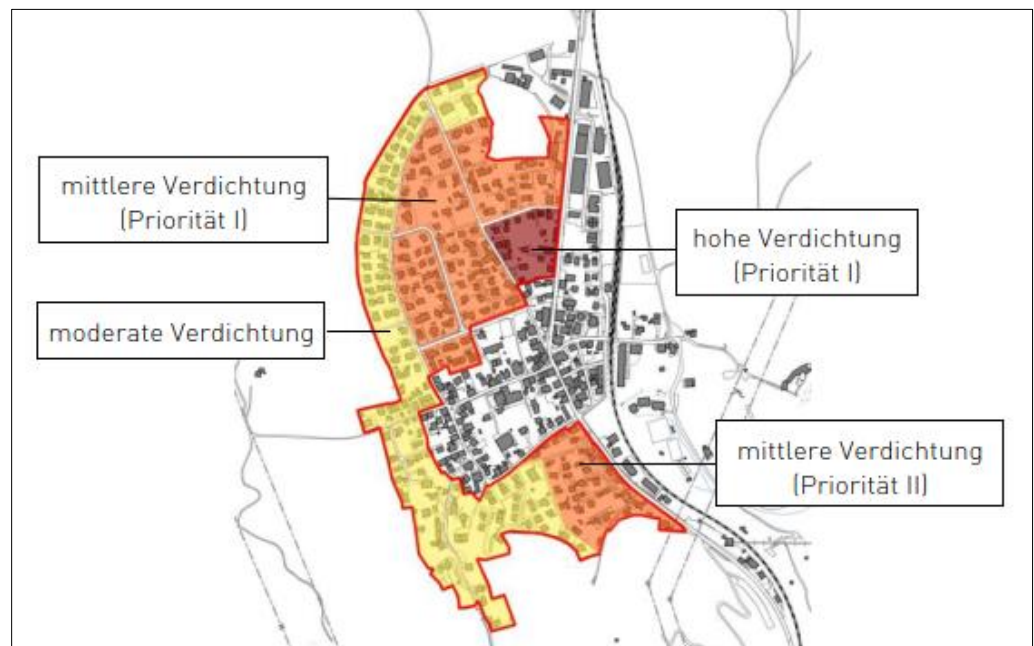 mittlere Verdichtung
(Priorität I)
hohe Verdichtung
(Priorität I)
moderate Verdichtung
mittlere Verdichtung
(Priorität II)